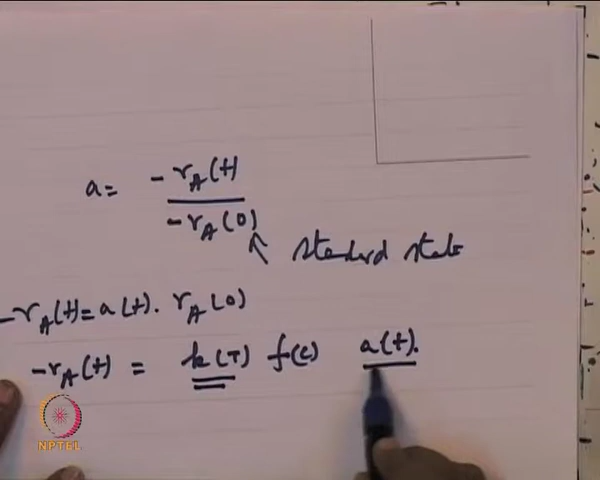 a = -r_A(t) / -r_A(0)
standard state
-r_A(t) = a(t). r_A(0)
-r_A(t) = k(T) f(c) a(t).
NPTEL